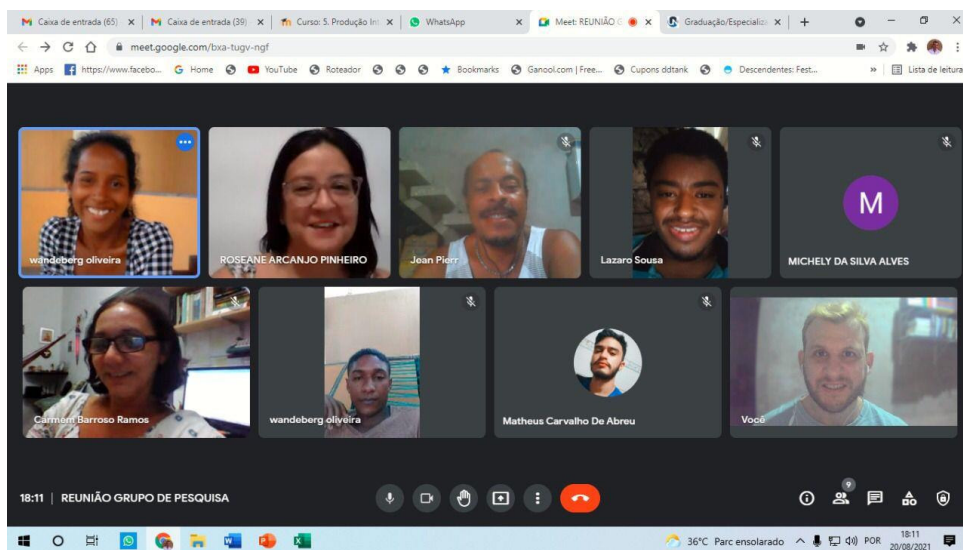 Caixa de entrada (65)
Caixa de entrada (39)
Curso: 5. Produção Int
WhatsApp
Meet: REUNIÃO G
Graduação/Especializa
meet.google.com/bxa-tugv-ngf
Apps
https://www.facebo...
Home
YouTube
Roteador
Bookmarks
Ganool.com | Free...
Cupons ddtank
Descendentes: Fest...
»
Lista de leitura
wandeberg oliveira
ROSEANE ARCANJO PINHEIRO
Jean Pierr
Lazaro Sousa
M
MICHELY DA SILVA ALVES
Carmem Barroso Ramos
wandeberg oliveira
Matheus Carvalho De Abreu
Você
18:11 | REUNIÃO GRUPO DE PESQUISA
9
36°C Parc ensolarado
POR
18:11
20/08/2021